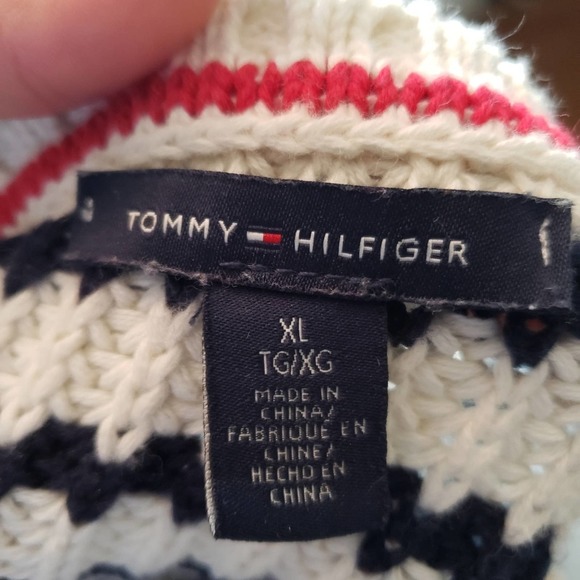 TOMMY HILFIGER
XL
TG/XG
MADE IN
CHINA/
FABRIQUÉ EN
CHINE/
HECHO EN
CHINA